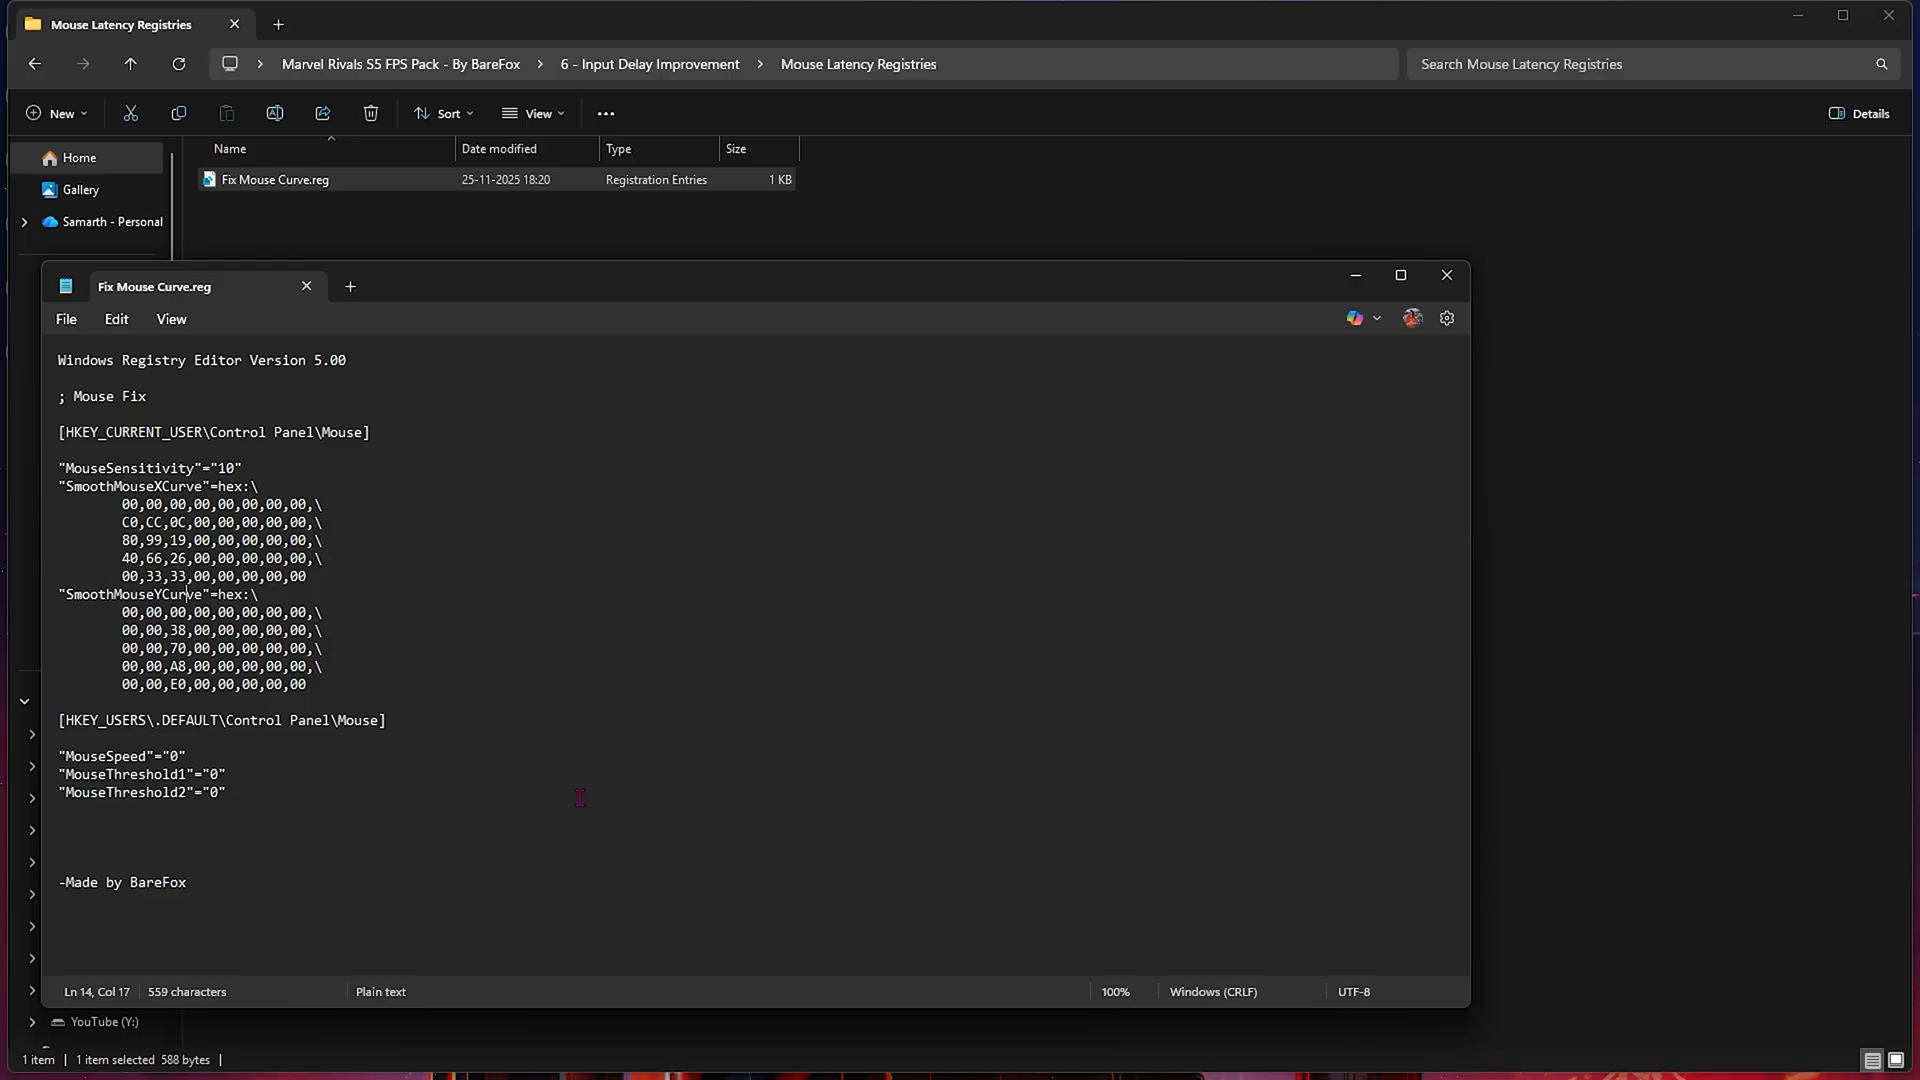 Mouse Latency Registries
Marvel Rivals S5 FPS Pack - By BareFox
6 - Input Delay Improvement
Mouse Latency Registries
Search Mouse Latency Registries
New
Sort
View
Details
Name
Date modified
Type
Size
Home
Fix Mouse Curve.reg
25-11-2025 18:20
Registration Entries
1 KB
Gallery
Samarth - Personal
Fix Mouse Curve.reg
File
Edit
View
Windows Registry Editor Version 5.00
; Mouse Fix
[HKEY_CURRENT_USER\Control Panel\Mouse]
"MouseSensitivity"="10"
"SmoothMouseXCurve"=hex:\
00,00,00,00,00,00,00,00,\
C0,CC,0C,00,00,00,00,00,\
80,99,19,00,00,00,00,00,\
40,66,26,00,00,00,00,00,\
00,33,33,00,00,00,00,00
"SmoothMouseYCurve"=hex:\
00,00,00,00,00,00,00,00,\
00,00,38,00,00,00,00,00,\
00,00,70,00,00,00,00,00,\
00,00,A8,00,00,00,00,00,\
00,00,E0,00,00,00,00,00
[HKEY_USERS\.DEFAULT\Control Panel\Mouse]
"MouseSpeed"="0"
"MouseThreshold1"="0"
"MouseThreshold2"="0"
-Made by BareFox
Ln 14, Col 17
559 characters
Plain text
100%
Windows (CRLF)
UTF-8
YouTube (Y:)
1 item
1 item selected 588 bytes